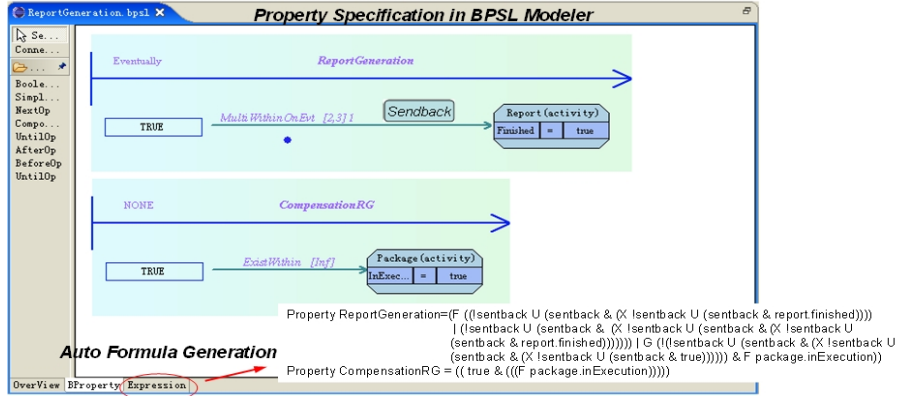 ReportGeneration.bpsl
Property Specification in BPSL Modeler
Se...
Conne...
...
Boole...
Simpl...
NextOp
Compo...
UntilOp
AfterOp
BeforeOp
UntilOp
Eventually
ReportGeneration
TRUE
MultiWithinOnEvt [2,3] 1
Sendback
Report(activity)
Finished = true
NONE
CompensationRG
TRUE
ExistWithin [Inf]
Package(activity)
InExec... = true
Property ReportGeneration=(F ((!sentback U (sentback & (X !sentback U (sentback & report.finished))))
| (!sentback U (sentback & (X !sentback U (sentback & (X !sentback U
(sentback & report.finished))))))) | G (!(!sentback U (sentback & (X !sentback U
(sentback & (X !sentback U (sentback & true)))))) & F package.inExecution))
Property CompensationRG = (( true & (((F package.inExecution)))))
Auto Formula Generation
OverView BProperty Expression